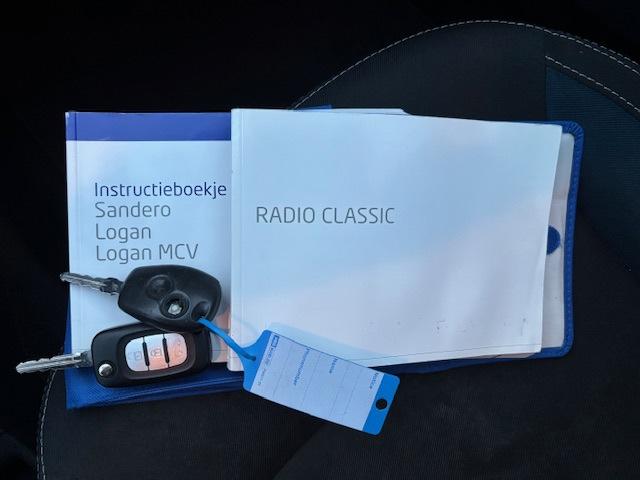 Instructieboekje
Sandero
Logan
Logan MCV
RADIO CLASSIC